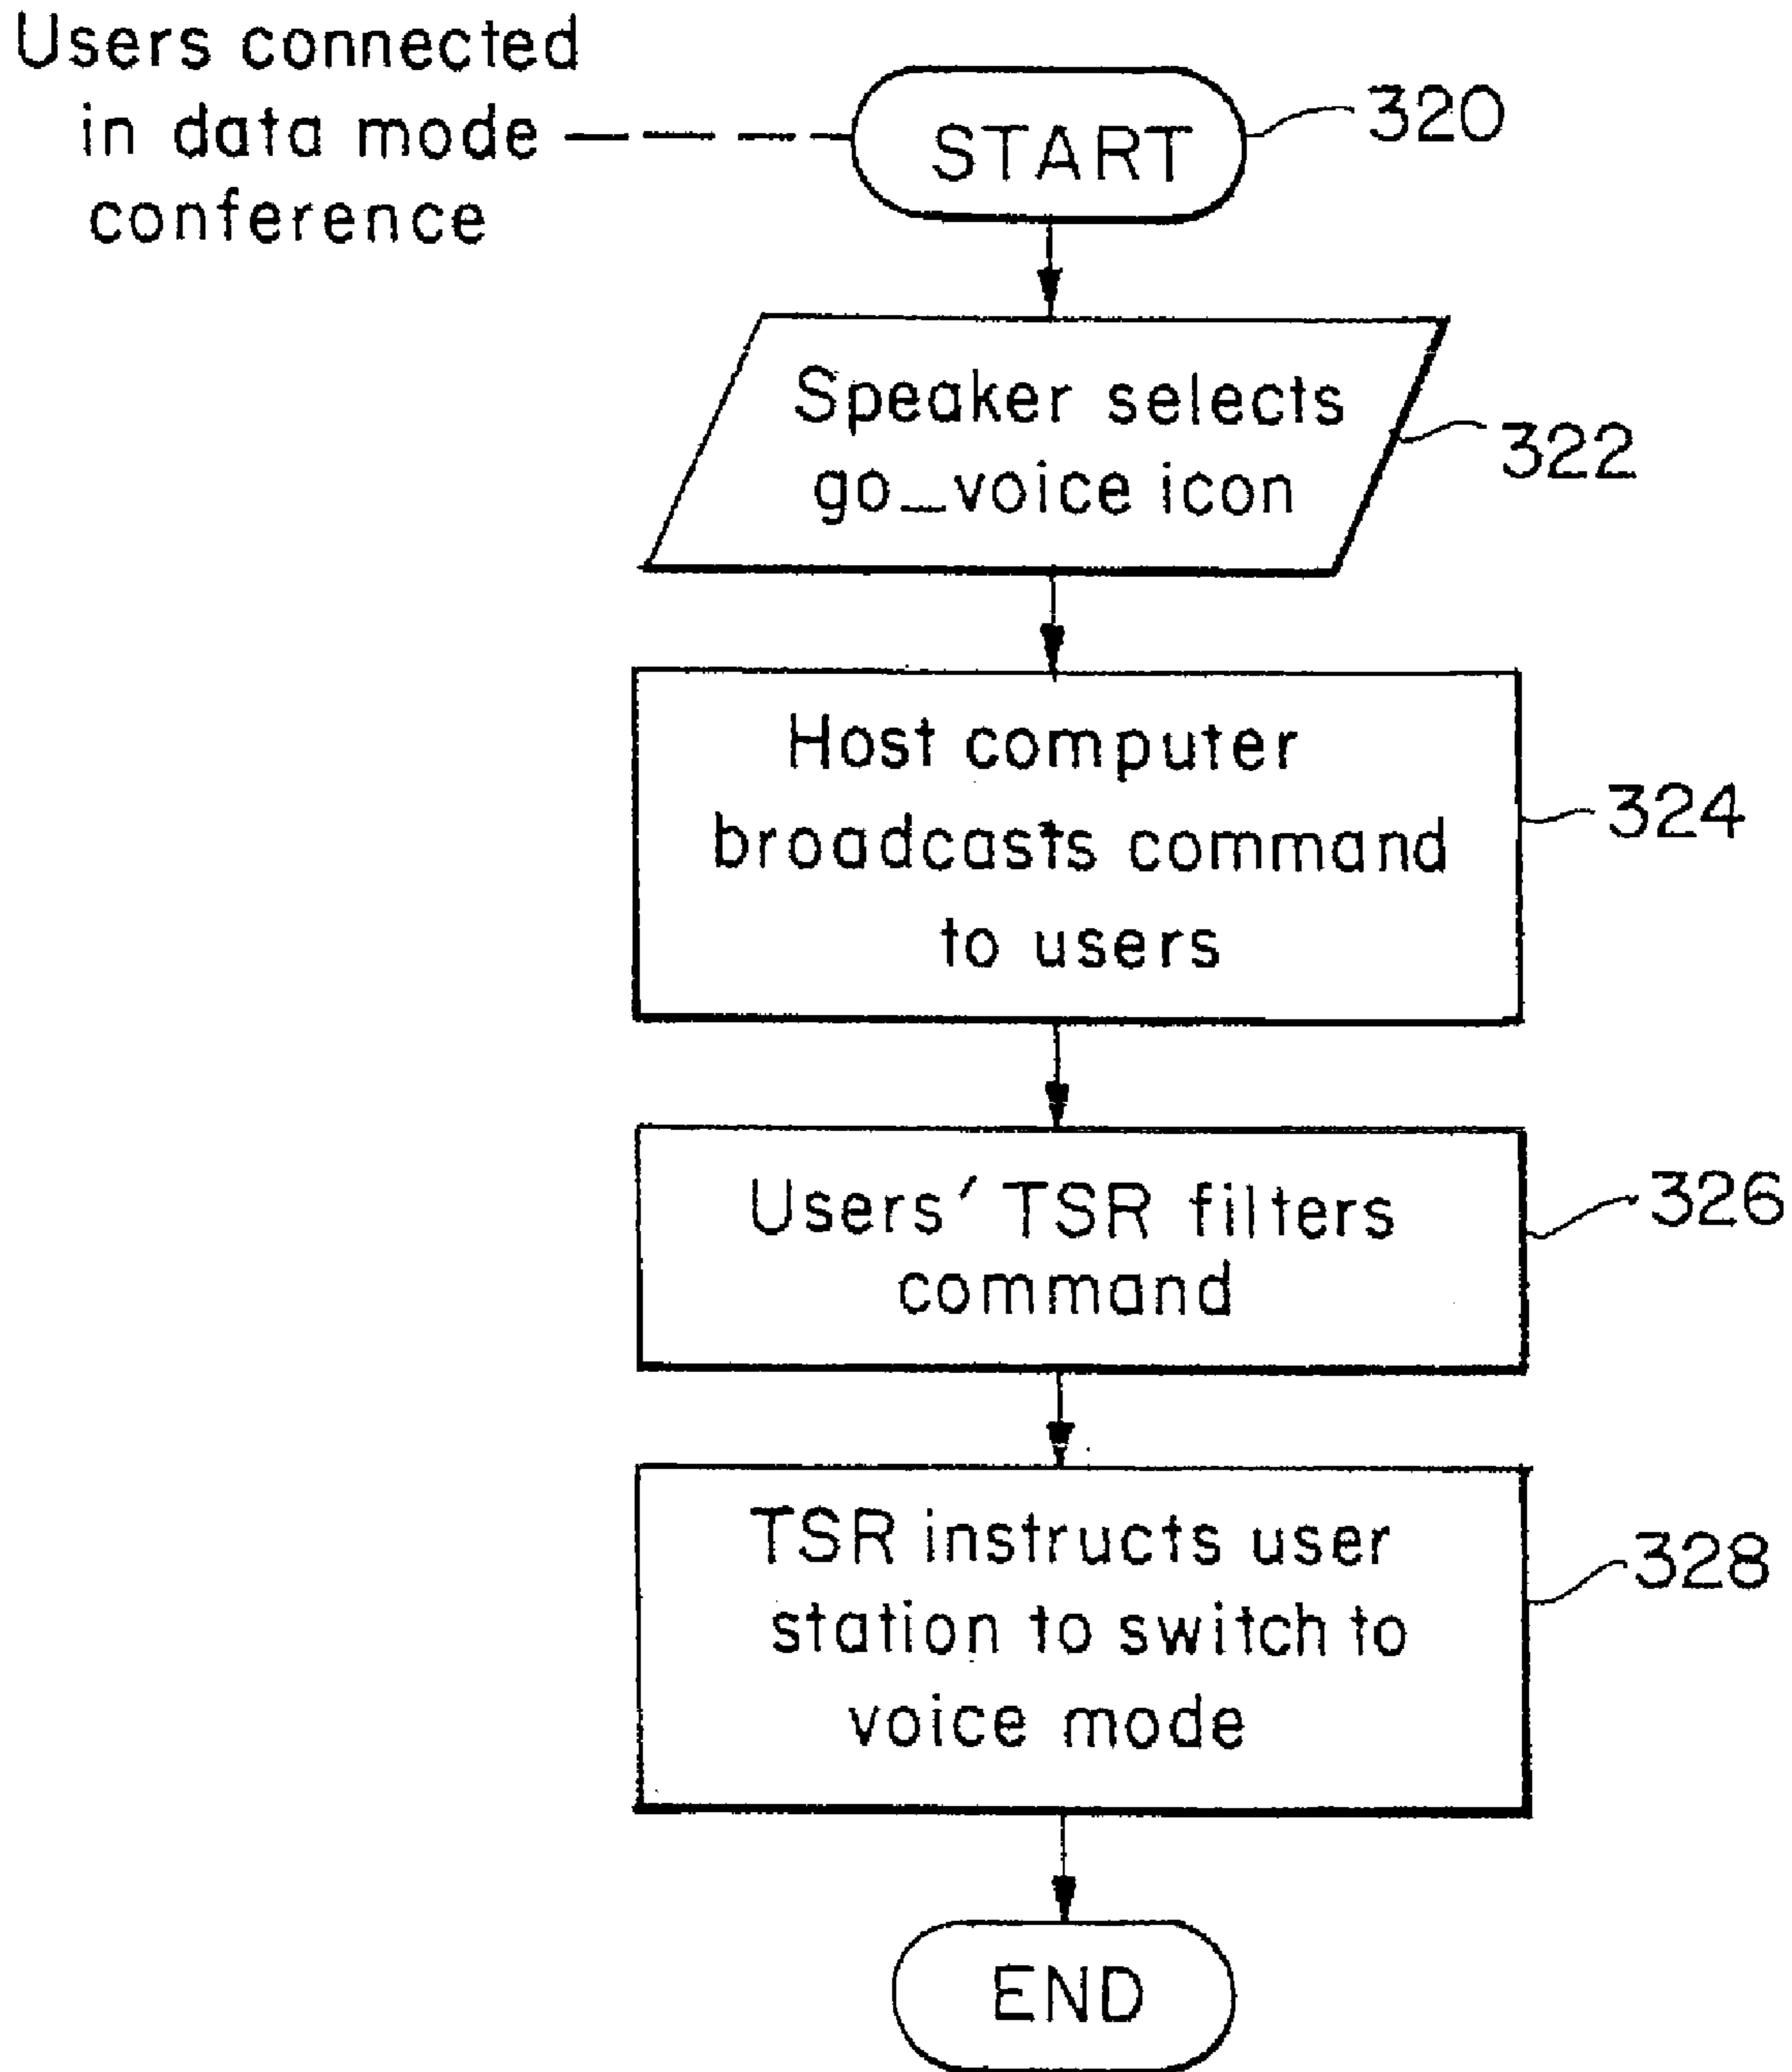 Users connected
in data mode
conference
START
320
Speaker selects
go_voice icon
322
Host computer
broadcasts command
to users
324
Users' TSR filters
command
326
TSR instructs user
station to switch to
voice mode
328
END